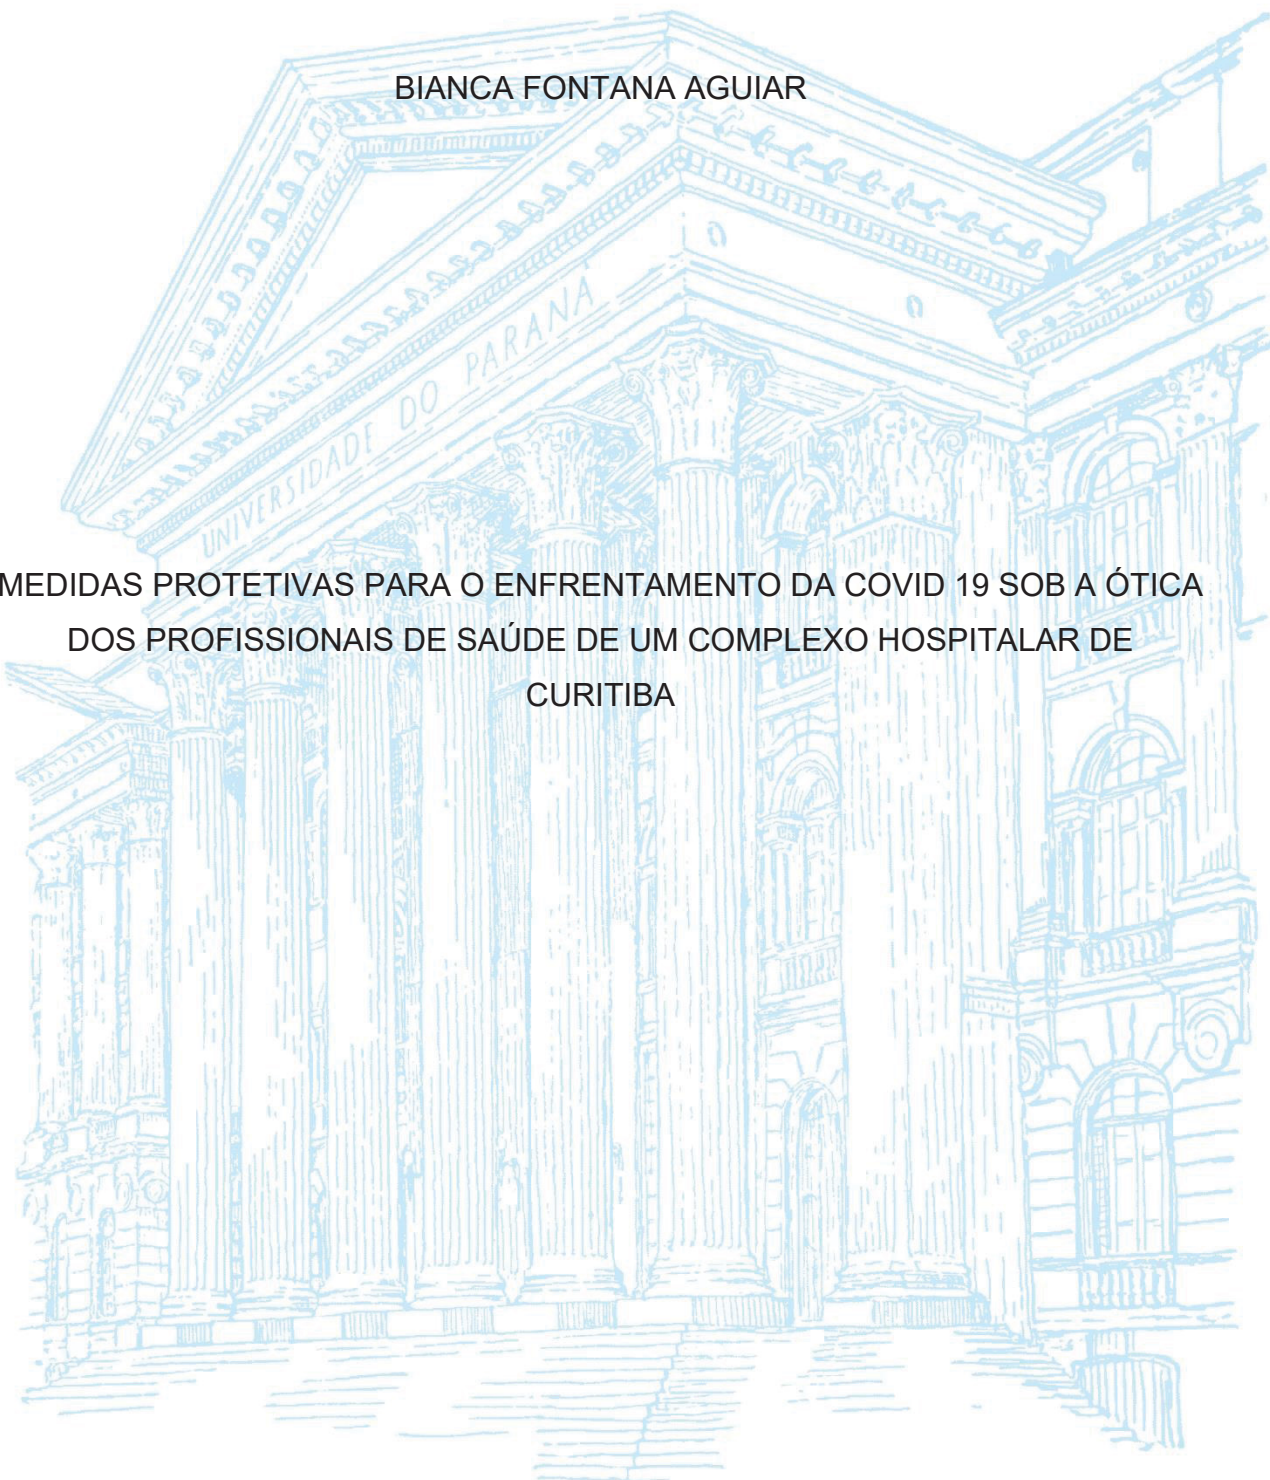 BIANCA FONTANA AGUIAR
UNIVERSIDADE DO PARANÁ
MEDIDAS PROTETIVAS PARA O ENFRENTAMENTO DA COVID 19 SOB A ÓTICA
DOS PROFISSIONAIS DE SAÚDE DE UM COMPLEXO HOSPITALAR DE
CURITIBA